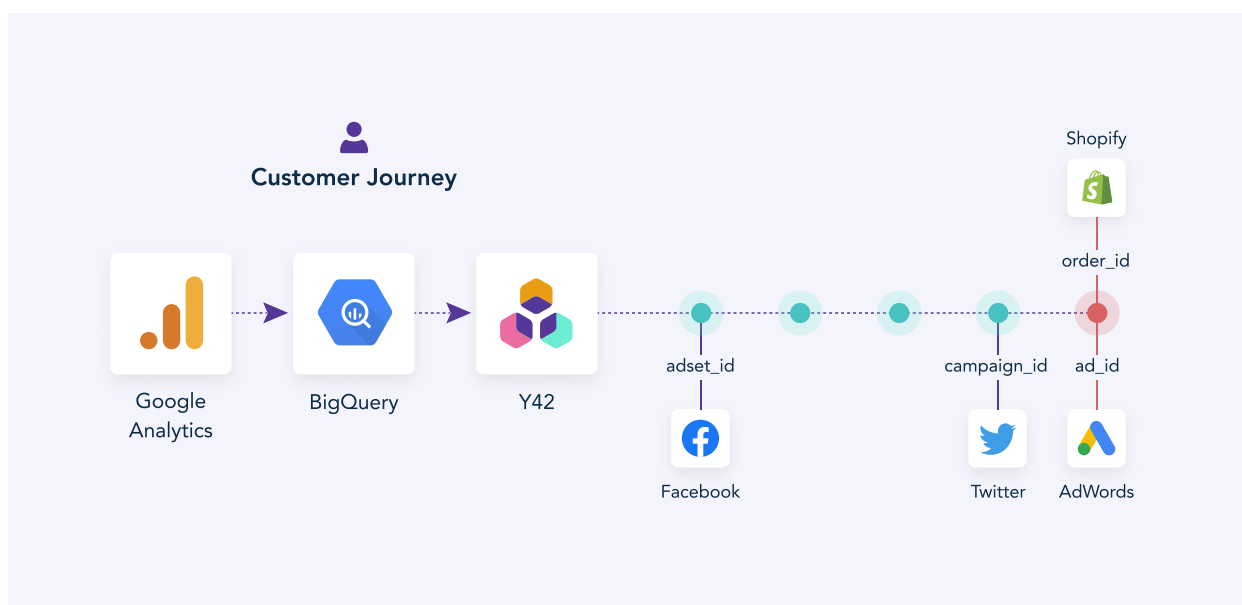 Customer Journey
Google
Analytics
BigQuery
Y42
Shopify
order_id
adset_id
campaign_id
ad_id
Facebook
Twitter
AdWords